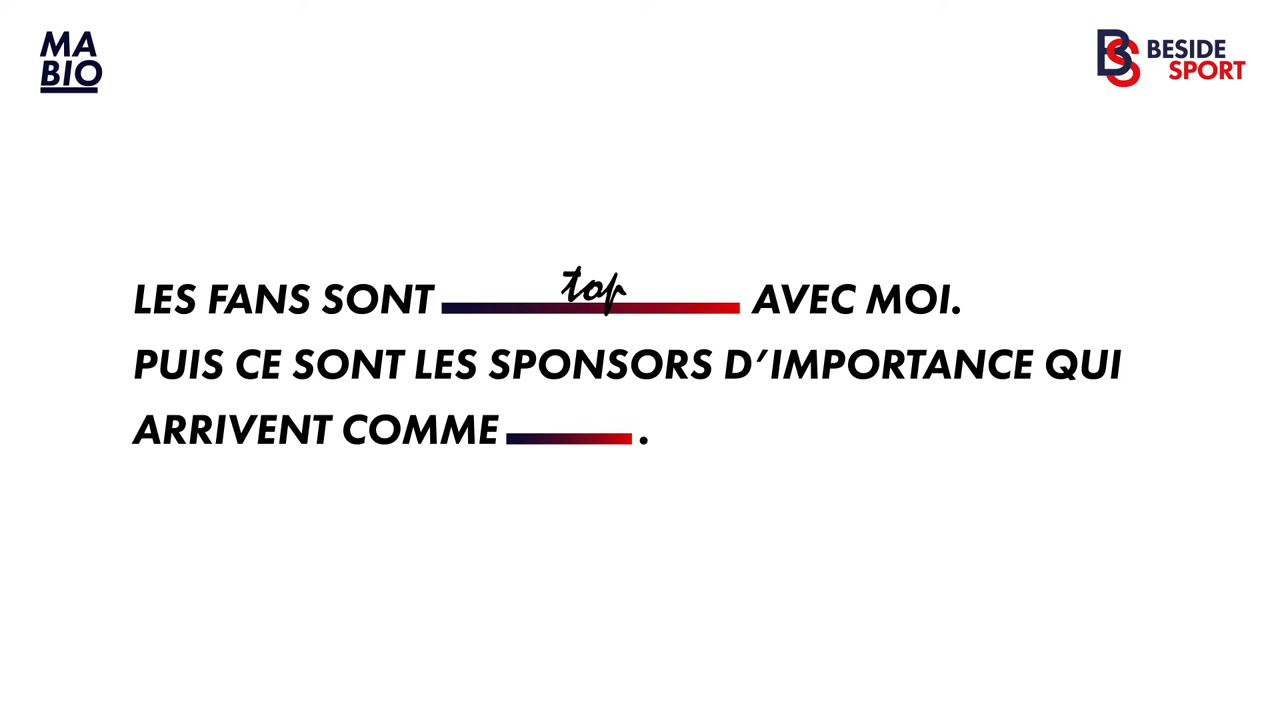 MA
BIO
BS BESIDE
SPORT
LES FANS SONT top AVEC MOI.
PUIS CE SONT LES SPONSORS D’IMPORTANCE QUI
ARRIVENT COMME .